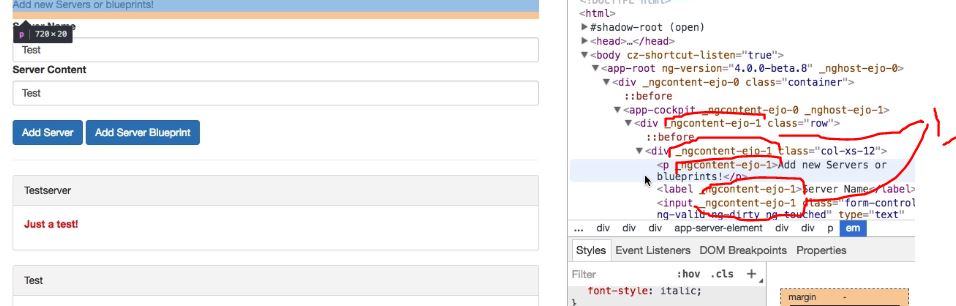 Add new Servers or blueprints!
p | 720×20
Server Name
Test
Server Content
Test
Add Server
Add Server Blueprint
Testserver
Just a test!
Test
<!DOCTYPE html>
<html>
▶#shadow-root (open)
▶<head>…</head>
▼<body cz-shortcut-listen="true">
▼<app-root ng-version="4.0.0-beta.8" _nghost-ejo-0>
▼<div _ngcontent-ejo-0 class="container">
::before
▼<app-cockpit _ngcontent-ejo-0 _nghost-ejo-1>
▼<div _ngcontent-ejo-1 class="row">
::before
▼<div _ngcontent-ejo-1 class="col-xs-12">
<p _ngcontent-ejo-1>Add new Servers or
blueprints!</p>
<label _ngcontent-ejo-1>Server Name</label>
<input _ngcontent-ejo-1 class="form-control
ng-valid ng-dirty ng-touched" type="text"
... div div app-server-element div div p em
Styles Event Listeners DOM Breakpoints Properties
Filter :hov .cls +
font-style: italic;
}
margin -